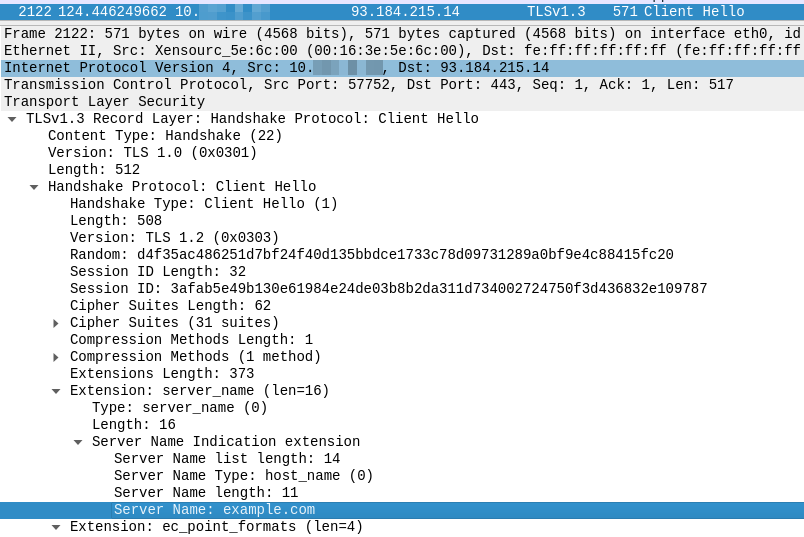 2122 124.446249662 10. 93.184.215.14 TLSv1.3 571 Client Hello
Frame 2122: 571 bytes on wire (4568 bits), 571 bytes captured (4568 bits) on interface eth0, id
Ethernet II, Src: Xensourc_5e:6c:00 (00:16:3e:5e:6c:00), Dst: fe:ff:ff:ff:ff:ff (fe:ff:ff:ff:ff
Internet Protocol Version 4, Src: 10. , Dst: 93.184.215.14
Transmission Control Protocol, Src Port: 57752, Dst Port: 443, Seq: 1, Ack: 1, Len: 517
Transport Layer Security
TLSv1.3 Record Layer: Handshake Protocol: Client Hello
Content Type: Handshake (22)
Version: TLS 1.0 (0x0301)
Length: 512
Handshake Protocol: Client Hello
Handshake Type: Client Hello (1)
Length: 508
Version: TLS 1.2 (0x0303)
Random: d4f35ac486251d7bf24f40d135bbdce1733c78d09731289a0bf9e4c88415fc20
Session ID Length: 32
Session ID: 3afab5e49b130e61984e24de03b8b2da311d734002724750f3d436832e109787
Cipher Suites Length: 62
Cipher Suites (31 suites)
Compression Methods Length: 1
Compression Methods (1 method)
Extensions Length: 373
Extension: server_name (len=16)
Type: server_name (0)
Length: 16
Server Name Indication extension
Server Name list length: 14
Server Name Type: host_name (0)
Server Name length: 11
Server Name: example.com
Extension: ec_point_formats (len=4)